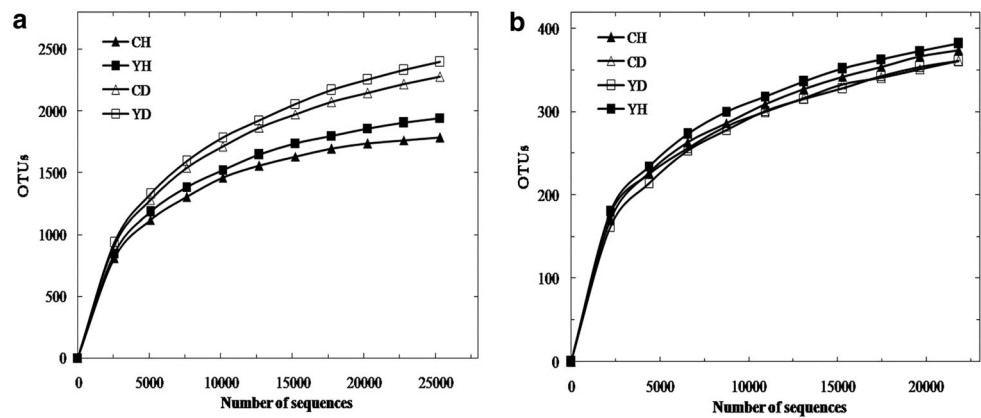 a
CH
YH
CD
YD
OTUs
2500
2000
1500
1000
500
0
0 5000 10000 15000 20000 25000
Number of sequences
b
CH
CD
YD
YH
OTUs
400
300
200
100
0
0 5000 10000 15000 20000
Number of sequences